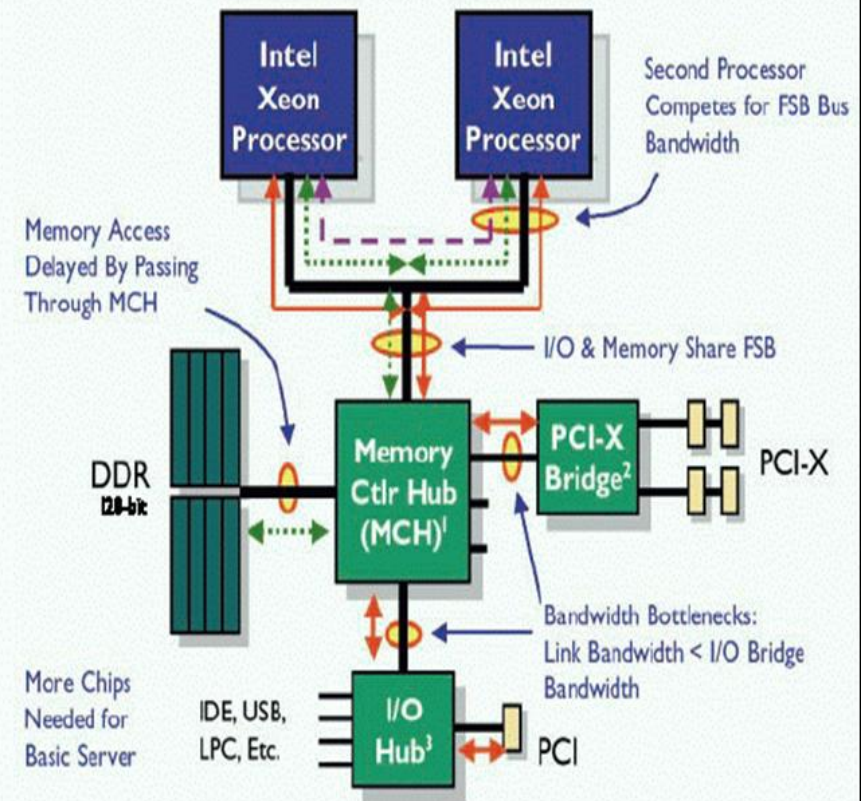 Intel
Xeon
Processor
Intel
Xeon
Processor
Second Processor
Competes for FSB Bus
Bandwidth
Memory Access
Delayed By Passing
Through MCH
I/O & Memory Share FSB
DDR
128-bit
Memory
Ctlr Hub
(MCH)¹
PCI-X
Bridge²
PCI-X
Bandwidth Bottlenecks:
Link Bandwidth < I/O Bridge
Bandwidth
More Chips
Needed for
Basic Server
IDE, USB,
LPC, Etc.
I/O
Hub³
PCI